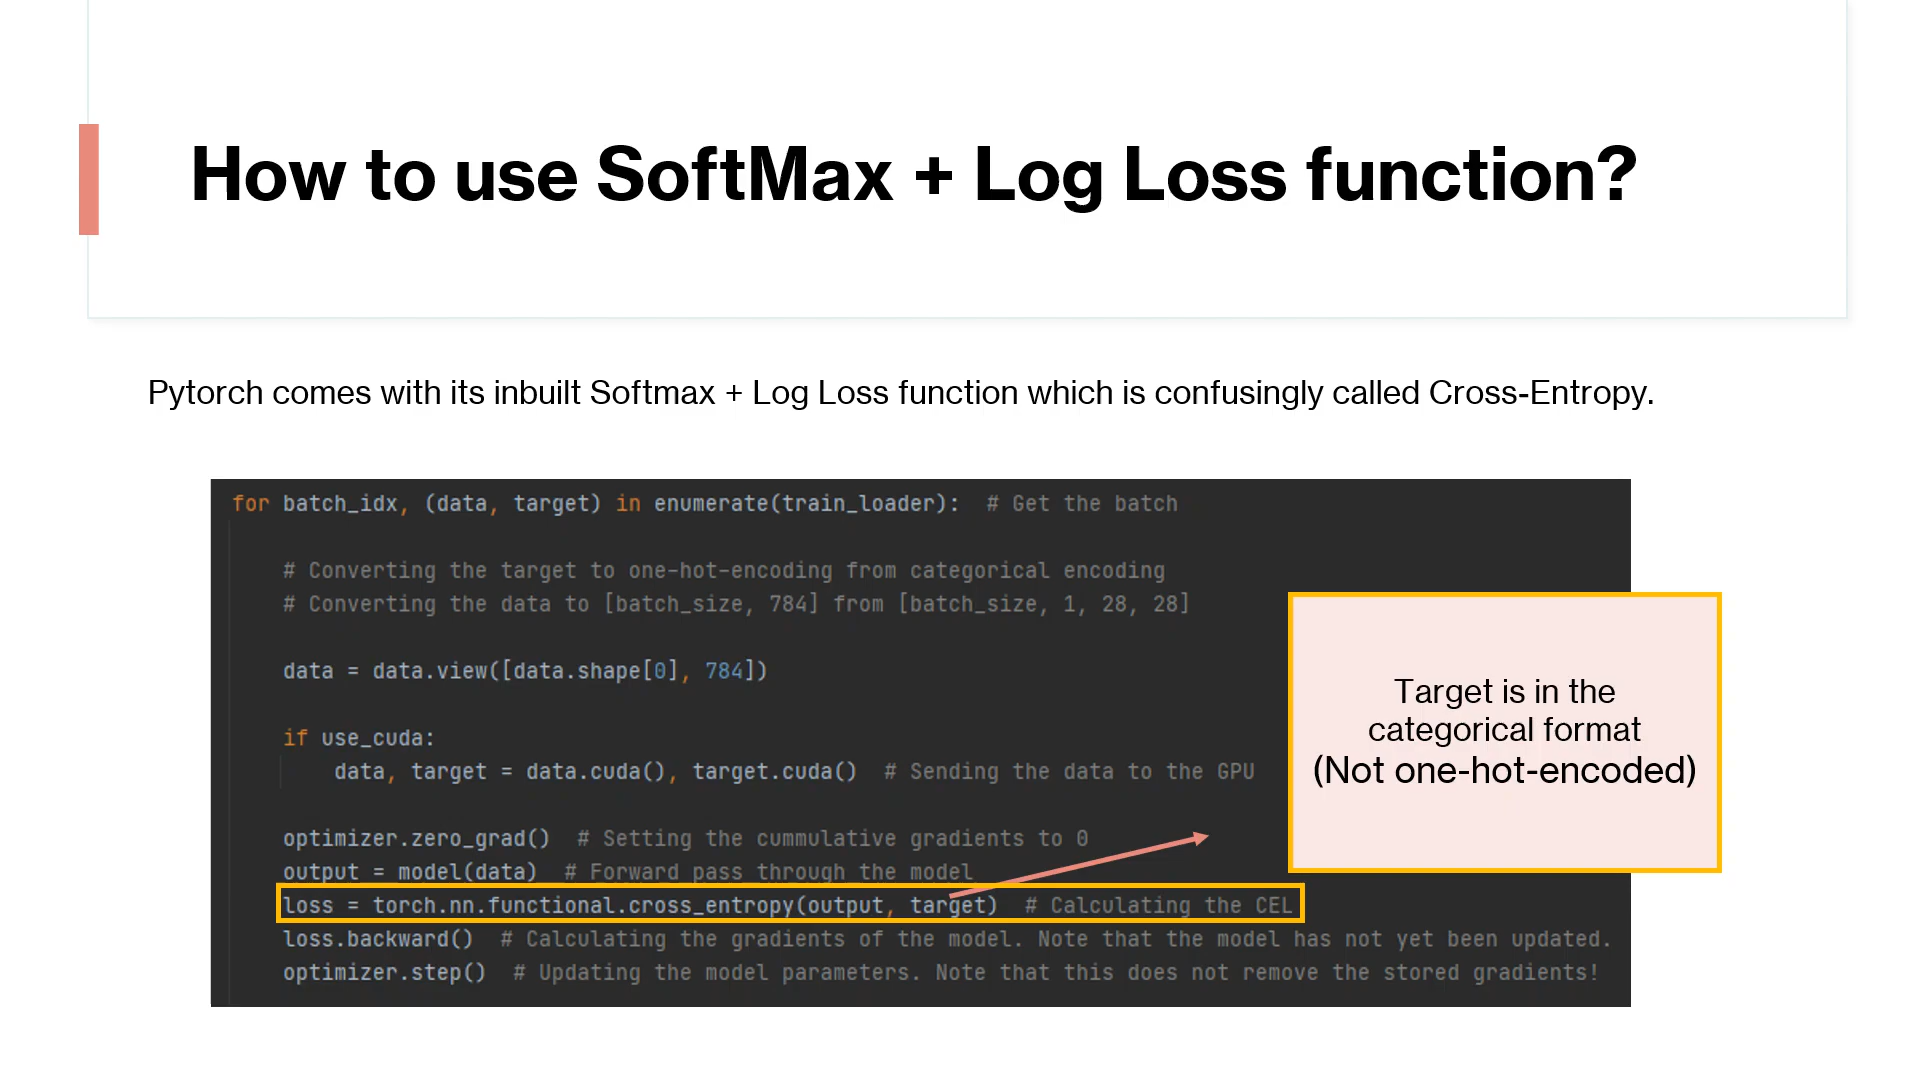 How to use SoftMax + Log Loss function?
Pytorch comes with its inbuilt Softmax + Log Loss function which is confusingly called Cross-Entropy.
for batch_idx, (data, target) in enumerate(train_loader):  # Get the batch
# Converting the target to one-hot-encoding from categorical encoding
# Converting the data to [batch_size, 784] from [batch_size, 1, 28, 28]
data = data.view([data.shape[0], 784])
if use_cuda:
data, target = data.cuda(), target.cuda()  # Sending the data to the GPU
optimizer.zero_grad()  # Setting the cummulative gradients to 0
output = model(data)  # Forward pass through the model
loss = torch.nn.functional.cross_entropy(output, target)  # Calculating the CEL
loss.backward()  # Calculating the gradients of the model. Note that the model has not yet been updated.
optimizer.step()  # Updating the model parameters. Note that this does not remove the stored gradients!
Target is in the
categorical format
(Not one-hot-encoded)